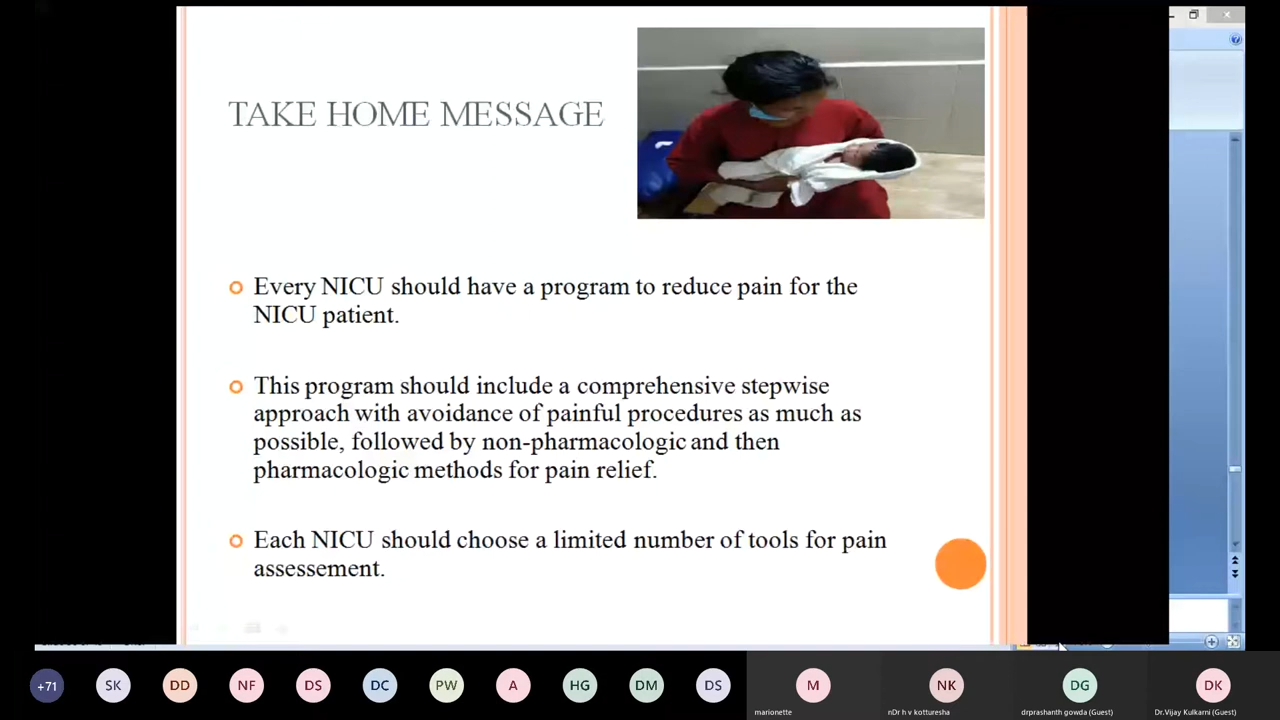 TAKE HOME MESSAGE
Every NICU should have a program to reduce pain for the
NICU patient.
This program should include a comprehensive stepwise
approach with avoidance of painful procedures as much as
possible, followed by non-pharmacologic and then
pharmacologic methods for pain relief.
Each NICU should choose a limited number of tools for pain
assessement.
+71 SK DD NF DS DC PW A HG DM DS M NK DG DK
marionette nDr h v kotturesha drprashanth gowda (Guest) Dr.Vijay Kulkarni (Guest)